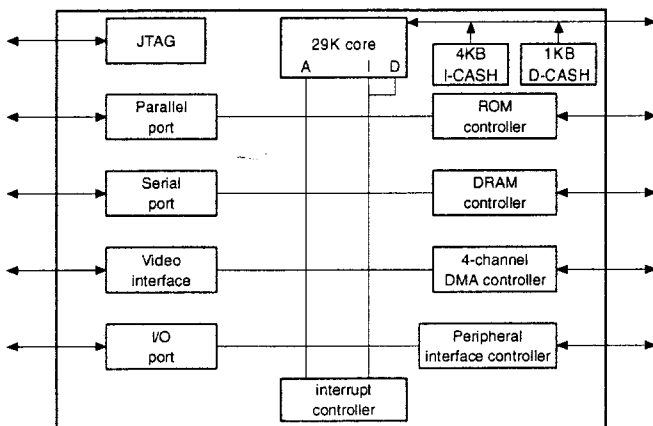 JTAG
29K core
A I D
4KB
I-CASH
1KB
D-CASH
Parallel
port
ROM
controller
Serial
port
DRAM
controller
Video
interface
4-channel
DMA controller
I/O
port
Peripheral
interface controller
interrupt
controller